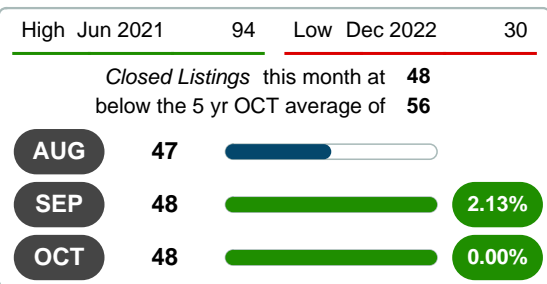 High Jun 2021 94 Low Dec 2022 30
Closed Listings this month at 48
below the 5 yr OCT average of 56
AUG 47
SEP 48 2.13%
OCT 48 0.00%